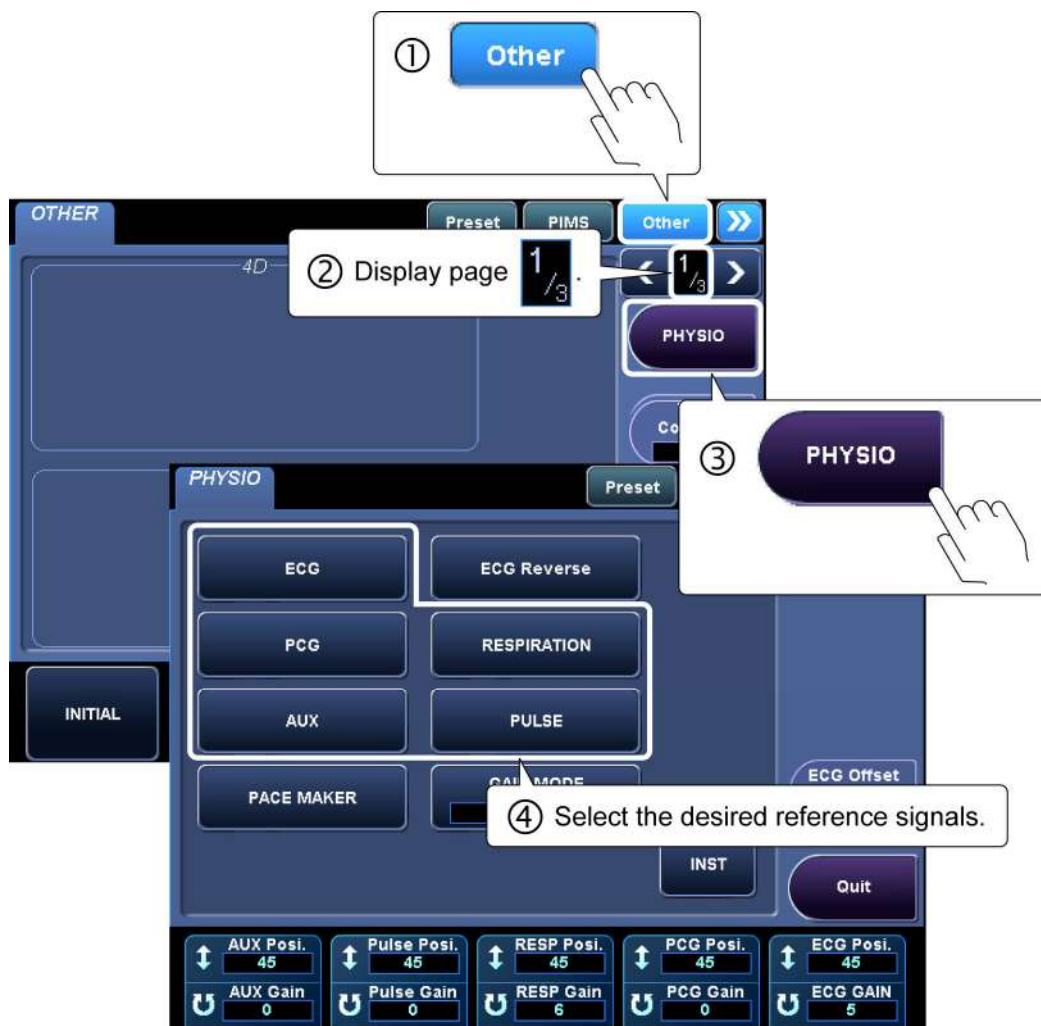 ① Other
OTHER
Preset
PIMS
Other
4D
② Display page 1/3.
1/3
PHYSIO
③ PHYSIO
PHYSIO
Preset
ECG
ECG Reverse
PCG
RESPIRATION
AUX
PULSE
INITIAL
PACE MAKER
GAIN MODE
ECG Offset
④ Select the desired reference signals.
INST
Quit
AUX Posi.
45
Pulse Posi.
45
RESP Posi.
45
PCG Posi.
45
ECG Posi.
45
AUX Gain
0
Pulse Gain
0
RESP Gain
6
PCG Gain
0
ECG GAIN
5